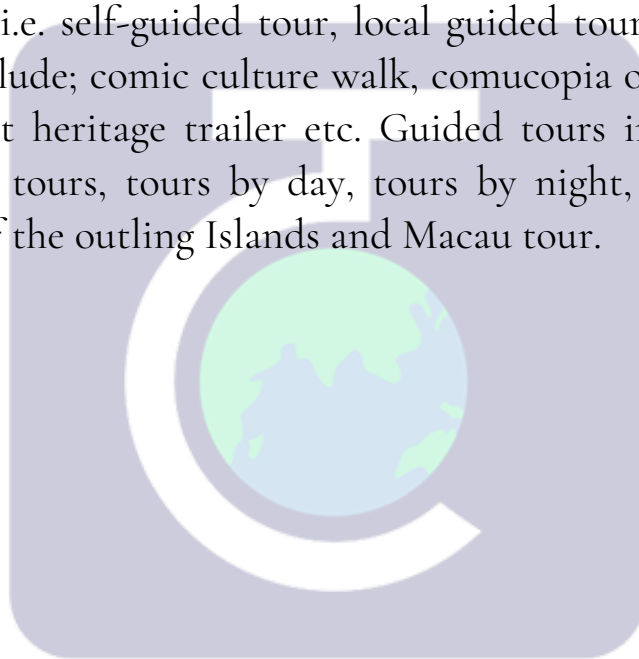 i.e. self-guided tour, local guided tour
lude; comic culture walk, comucopia o
t heritage trailer etc. Guided tours i
tours, tours by day, tours by night,
f the outling Islands and Macau tour.